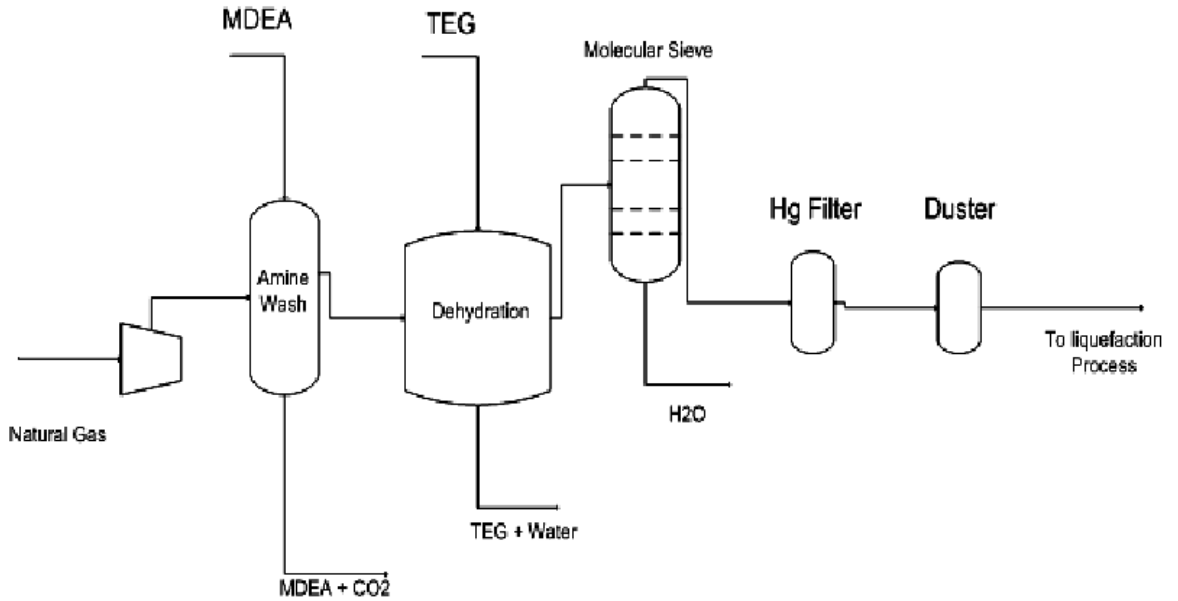 MDEA
TEG
Molecular Sieve
Amine
Wash
Dehydration
Hg Filter
Duster
To liquefaction
Process
Natural Gas
H2O
TEG + Water
MDEA + CO2